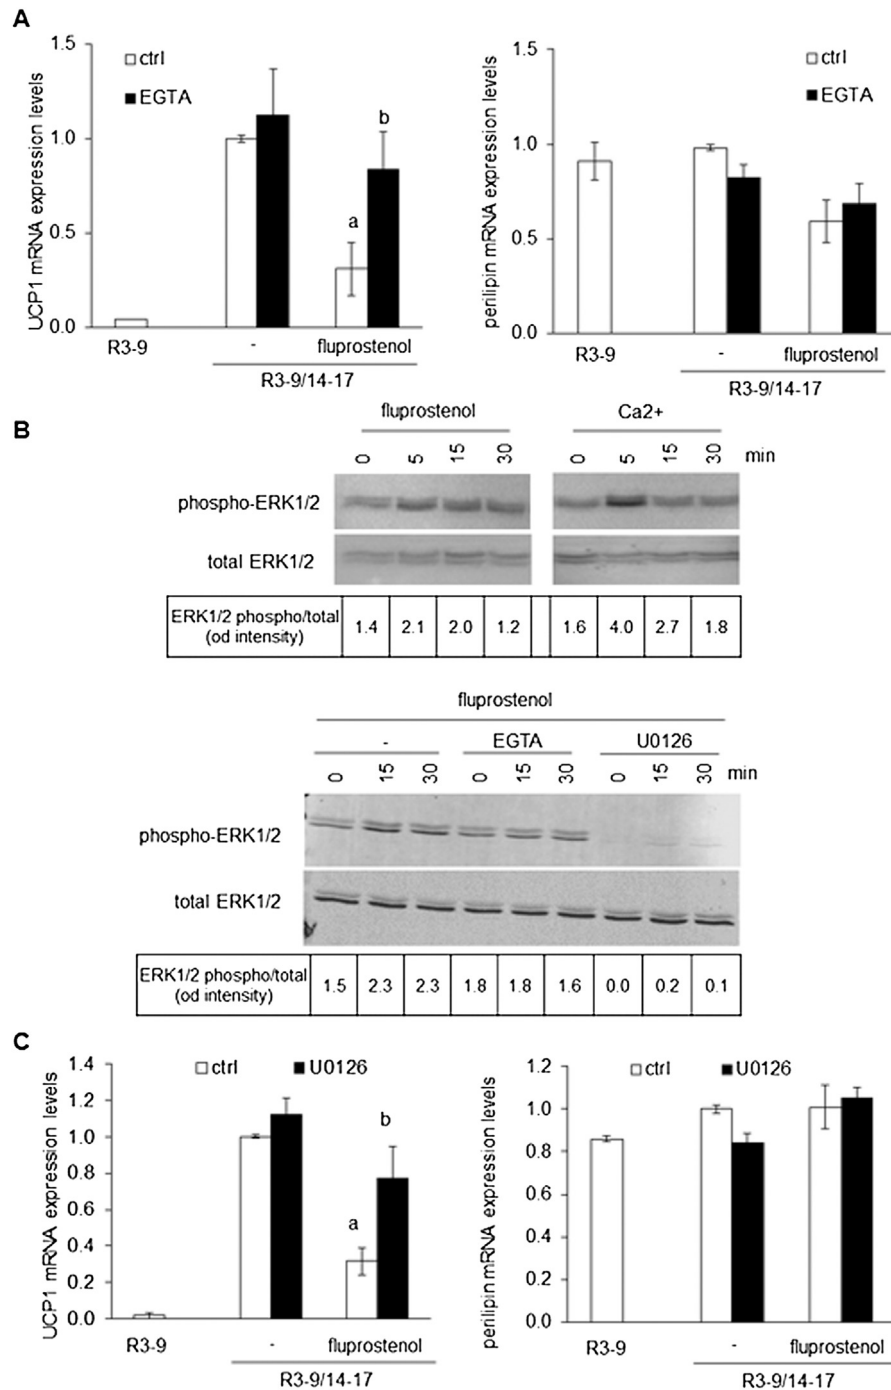 A
UCP1 mRNA expression levels
1.5
1.0
0.5
0.0
ctrl
EGTA
a
b
R3-9
-
fluprostenol
R3-9/14-17
perilipin mRNA expression levels
1.5
1.0
0.5
0.0
ctrl
EGTA
R3-9
-
fluprostenol
R3-9/14-17
B
fluprostenol
Ca2+
0 5 15 30 0 5 15 30 min
phospho-ERK1/2
total ERK1/2
ERK1/2 phospho/total
(od intensity)
1.4 2.1 2.0 1.2 1.6 4.0 2.7 1.8
fluprostenol
- EGTA U0126
0 15 30 0 15 30 0 15 30 min
phospho-ERK1/2
total ERK1/2
ERK1/2 phospho/total
(od intensity)
1.5 2.3 2.3 1.8 1.8 1.6 0.0 0.2 0.1
C
UCP1 mRNA expression levels
1.4
1.2
1.0
0.8
0.6
0.4
0.2
0.0
ctrl
U0126
a
b
R3-9
-
fluprostenol
R3-9/14-17
perilipin mRNA expression levels
1.2
1.0
0.8
0.6
0.4
0.2
0.0
ctrl
U0126
R3-9
-
fluprostenol
R3-9/14-17